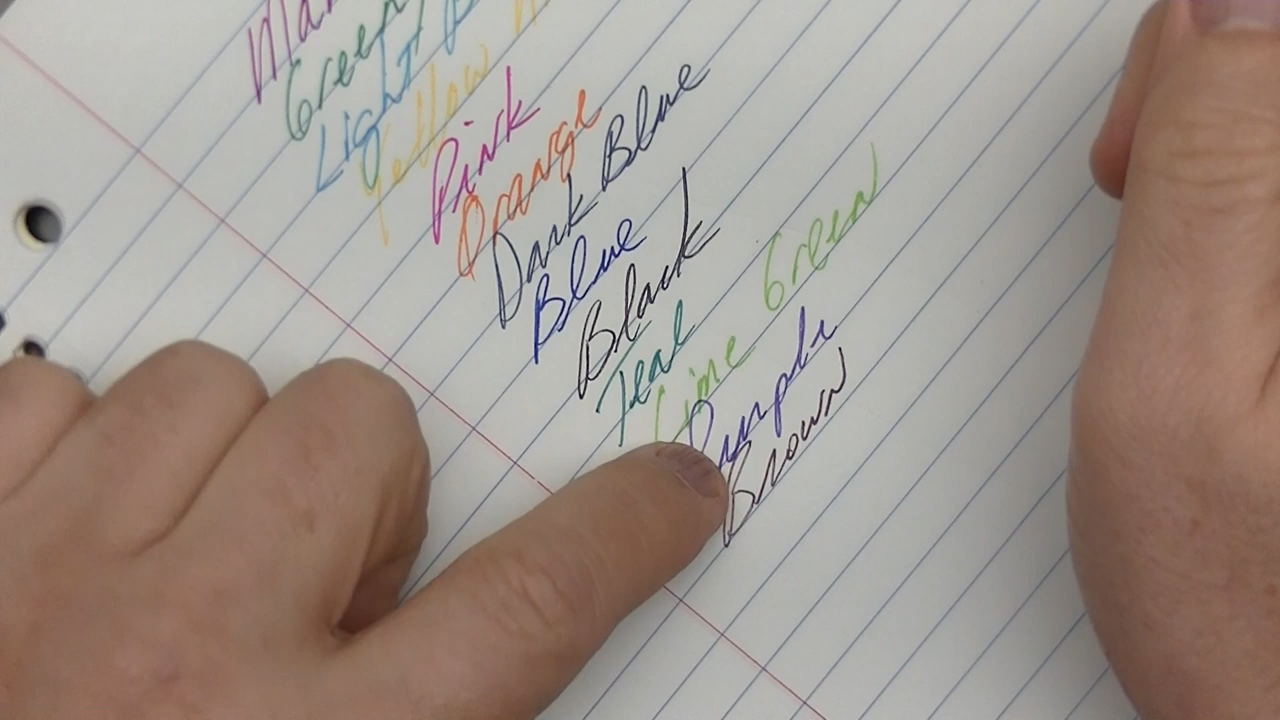 Green
Light
Yellow
Pink
Orange
Dark Blue
Blue
Black
Teal
Lime Green
Purple
Brown